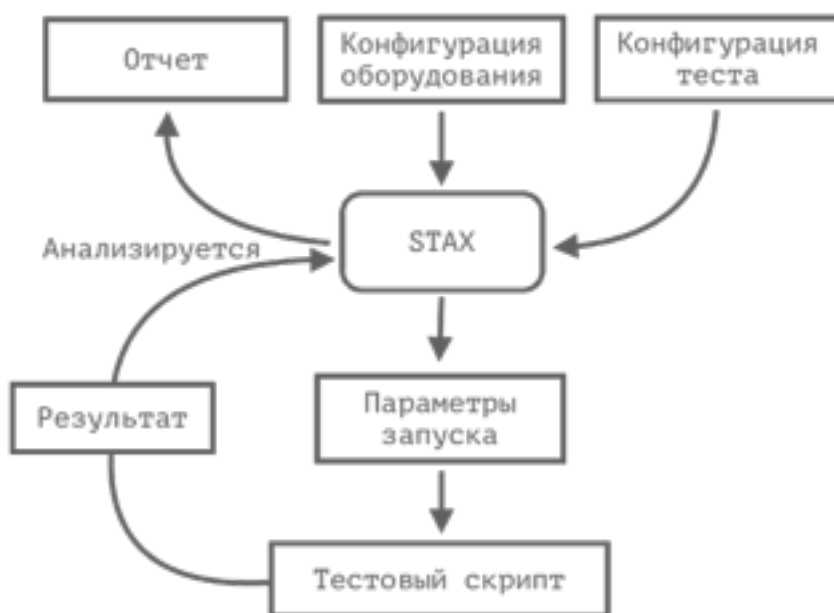 Отчет
Конфигурация
оборудования
Конфигурация
теста
STAX
Анализируется
Результат
Параметры
запуска
Тестовый скрипт